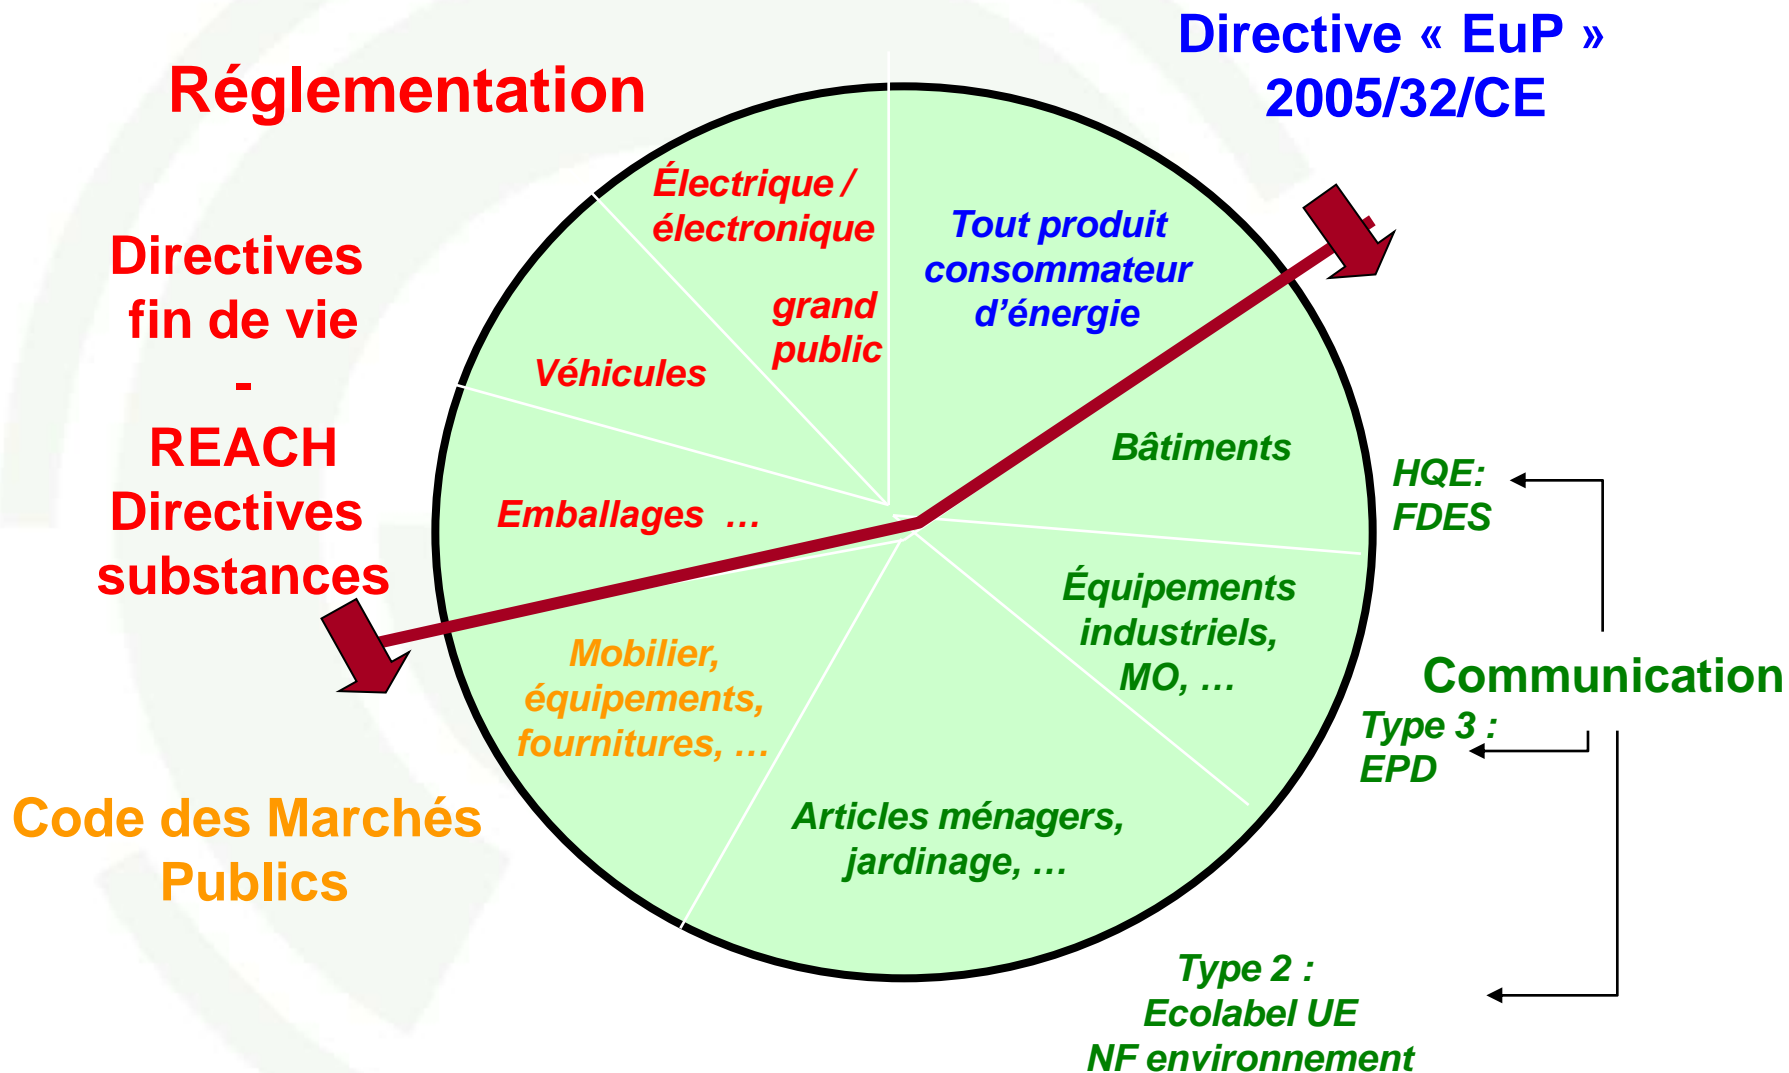 Réglementation
Directive « EuP »
2005/32/CE
Directives
fin de vie
-
REACH
Directives
substances
Électrique /
électronique
grand
public
Tout produit
consommateur
d’énergie
Véhicules
Emballages …
Bâtiments
HQE:
FDES
Équipements
industriels,
MO, …
Communication
Type 3 :
EPD
Mobilier,
équipements,
fournitures, …
Code des Marchés
Publics
Articles ménagers,
jardinage, …
Type 2 :
Ecolabel UE
NF environnement